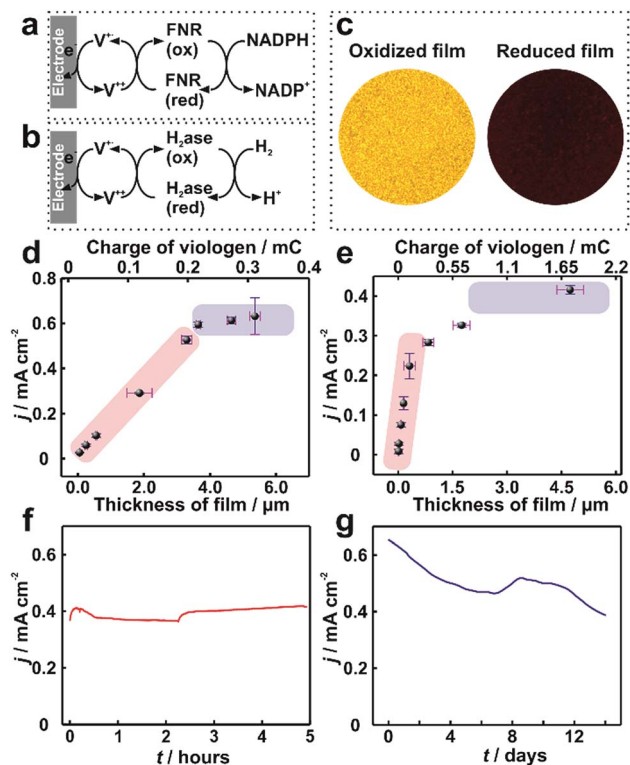 a
Electrode
e⁻
V⁺·
V⁺⁺
FNR
(ox)
FNR
(red)
NADPH
NADP⁺
b
Electrode
e⁻
V⁺·
V⁺⁺
H₂ase
(ox)
H₂ase
(red)
H₂
H⁺
c
Oxidized film Reduced film
d
Charge of viologen / mC
0 0.1 0.2 0.3 0.4
j / mA cm⁻²
0.8
0.6
0.4
0.2
0
0.0 2.0 4.0 6.0
Thickness of film / µm
e
Charge of viologen / mC
0 0.55 1.1 1.65 2.2
j / mA cm⁻²
0.4
0.3
0.2
0.1
0
0.0 2.0 4.0 6.0
Thickness of film / µm
f
j / mA cm⁻²
0.6
0.4
0.2
0
0 1 2 3 4 5
t / hours
g
j / mA cm⁻²
0.6
0.4
0.2
0
0 4 8 12
t / days